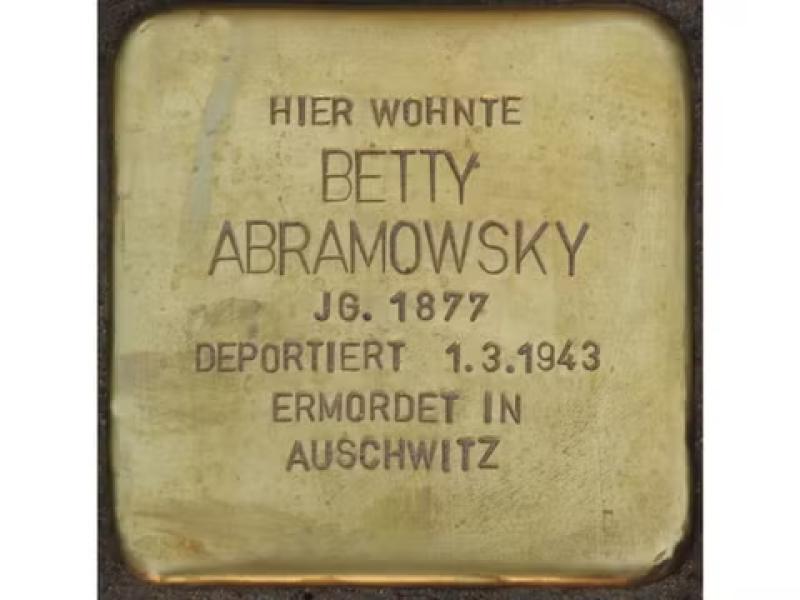 HIER WOHNTE
BETTY
ABRAMOWSKY
JG. 1877
DEPORTIERT 1.3.1943
ERMORDET IN
AUSCHWITZ